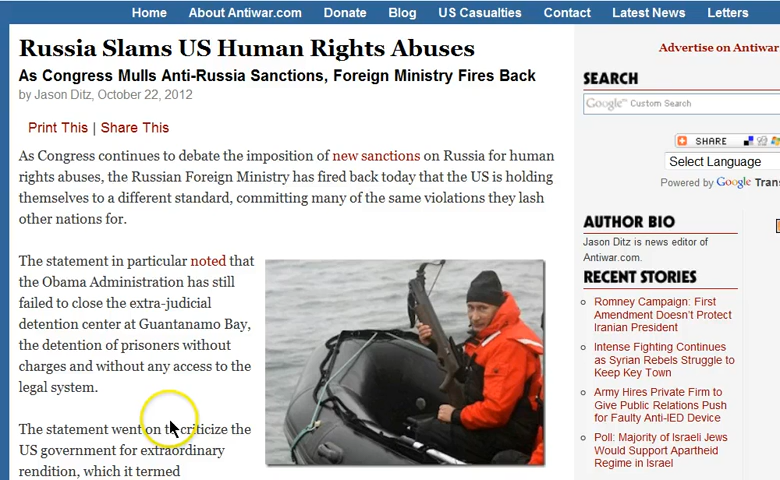 Home About Antiwar.com Donate Blog US Casualties Contact Latest News Letters
Russia Slams US Human Rights Abuses
As Congress Mulls Anti-Russia Sanctions, Foreign Ministry Fires Back
by Jason Ditz, October 22, 2012
Print This | Share This
As Congress continues to debate the imposition of new sanctions on Russia for human
rights abuses, the Russian Foreign Ministry has fired back today that the US is holding
themselves to a different standard, committing many of the same violations they lash
other nations for.
The statement in particular noted that
the Obama Administration has still
failed to close the extra-judicial
detention center at Guantanamo Bay,
the detention of prisoners without
charges and without any access to the
legal system.
The statement went on to criticize the
US government for extraordinary
rendition, which it termed
Advertise on Antiwar
SEARCH
Google™ Custom Search
SHARE
Select Language
Powered by Google Tran
AUTHOR BIO
Jason Ditz is news editor of
Antiwar.com.
RECENT STORIES
Romney Campaign: First
Amendment Doesn't Protect
Iranian President
Intense Fighting Continues
as Syrian Rebels Struggle to
Keep Key Town
Army Hires Private Firm to
Give Public Relations Push
for Faulty Anti-IED Device
Poll: Majority of Israeli Jews
Would Support Apartheid
Regime in Israel